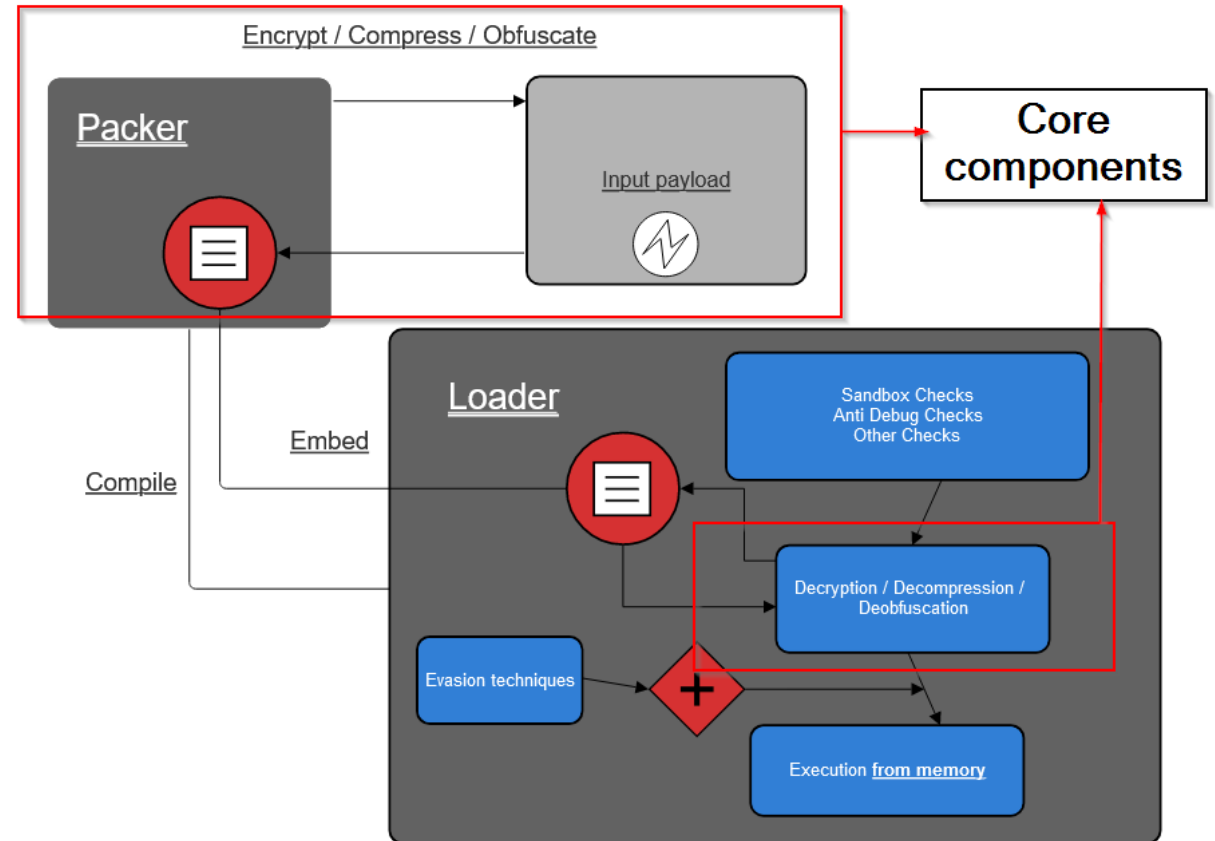 Encrypt / Compress / Obfuscate
Packer
Input payload
Core
components
Loader
Sandbox Checks
Anti Debug Checks
Other Checks
Embed
Compile
Decryption / Decompression /
Deobfuscation
Evasion techniques
Execution from memory